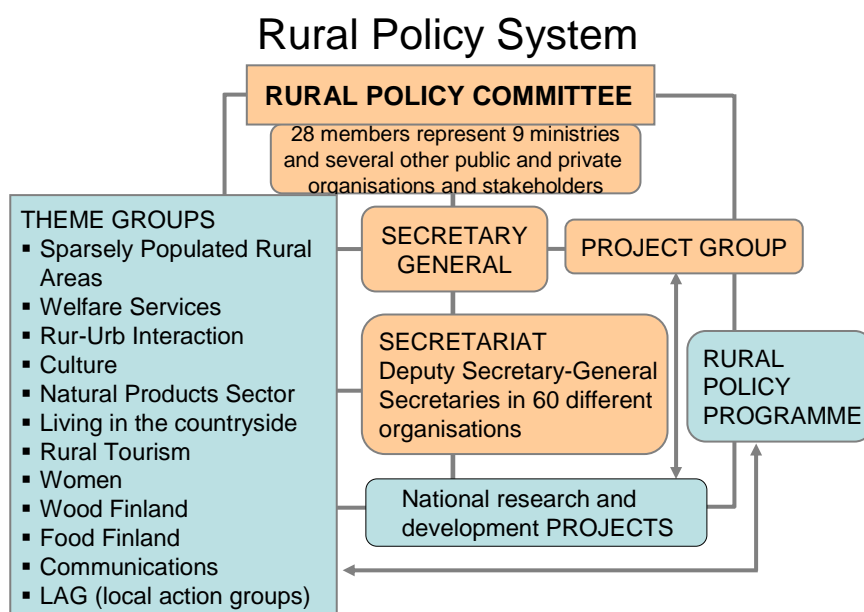 Rural Policy System
RURAL POLICY COMMITTEE
28 members represent 9 ministries
and several other public and private
organisations and stakeholders
THEME GROUPS
▪ Sparsely Populated Rural
Areas
▪ Welfare Services
▪ Rur-Urb Interaction
▪ Culture
▪ Natural Products Sector
▪ Living in the countryside
▪ Rural Tourism
▪ Women
▪ Wood Finland
▪ Food Finland
▪ Communications
▪ LAG (local action groups)
SECRETARY
GENERAL
PROJECT GROUP
SECRETARIAT
Deputy Secretary-General
Secretaries in 60 different
organisations
RURAL
POLICY
PROGRAMME
National research and
development PROJECTS